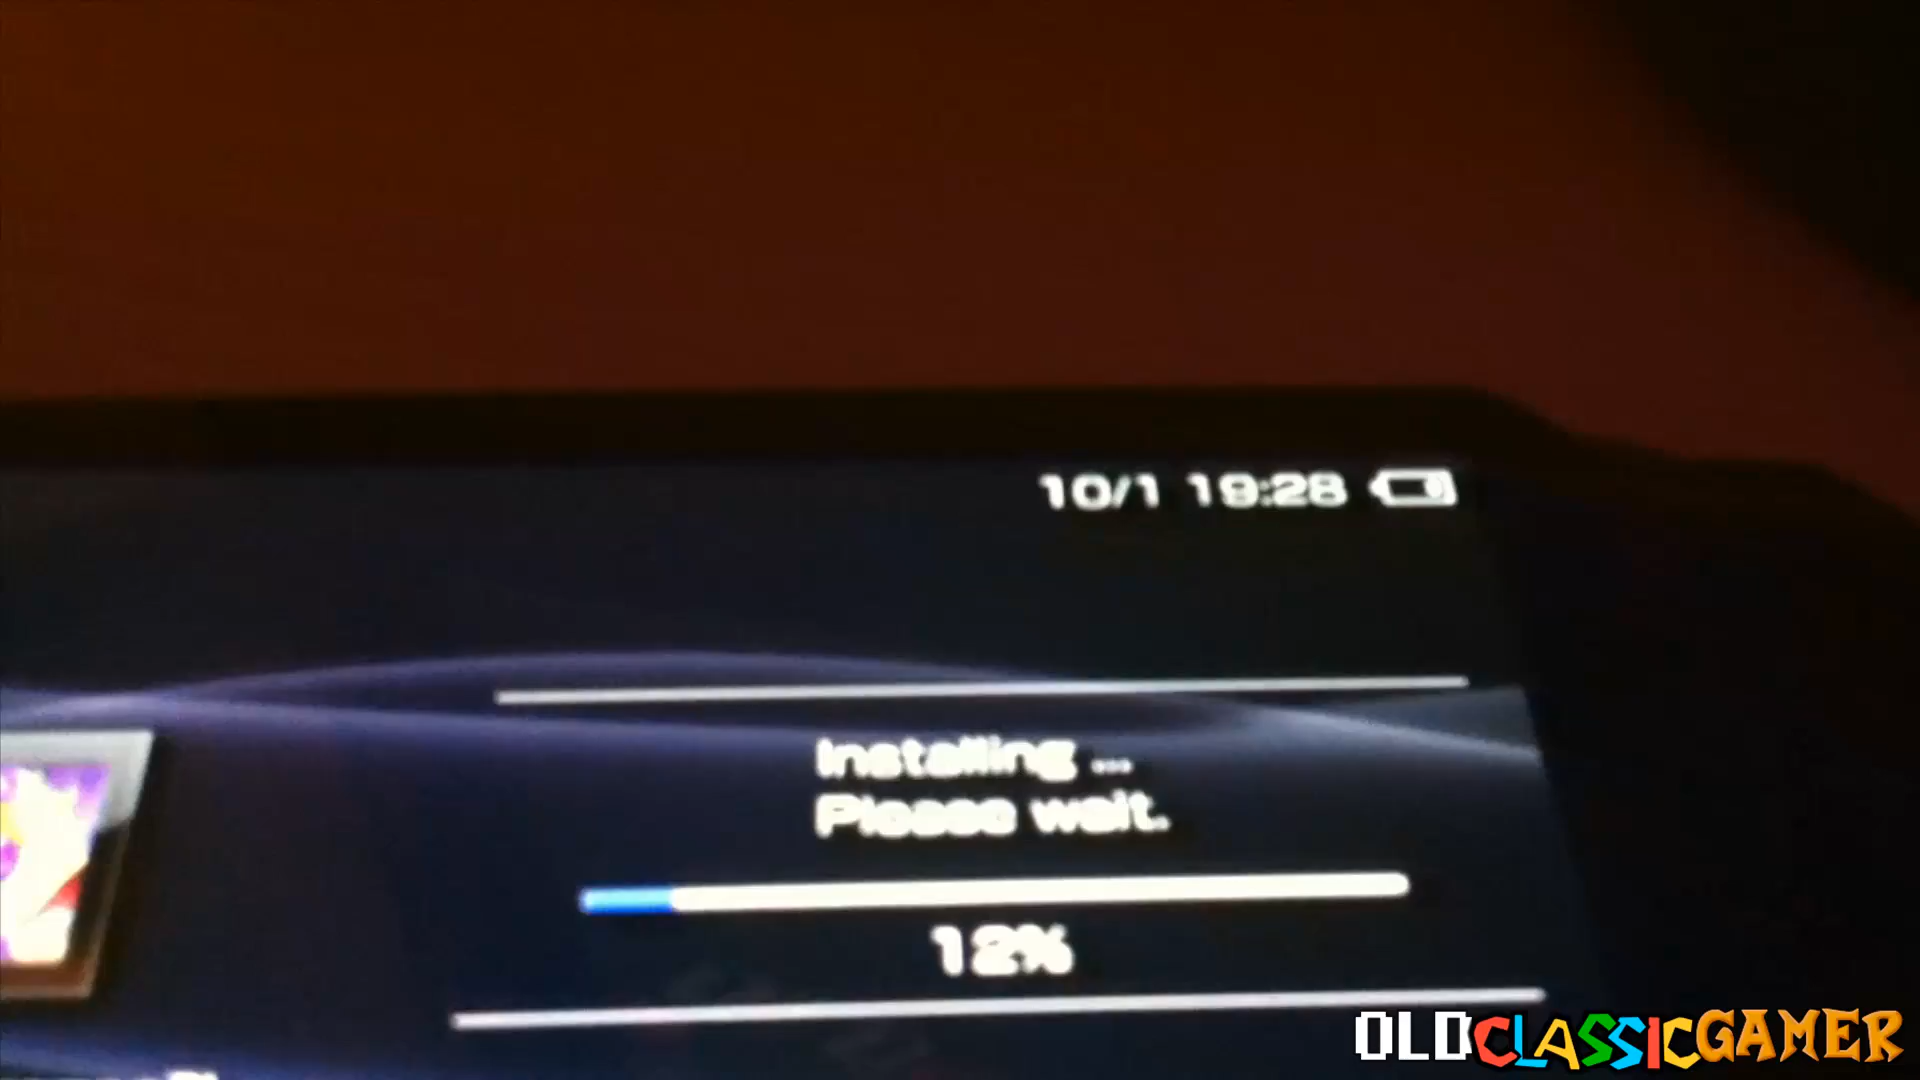 10/1 19:28
Installing ...
Please wait.
12%
OLDCLASSICGAMER